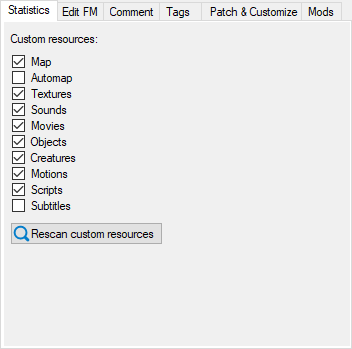 Statistics Edit FM Comment Tags Patch & Customize Mods
Custom resources:
Map
Automap
Textures
Sounds
Movies
Objects
Creatures
Motions
Scripts
Subtitles
Rescan custom resources